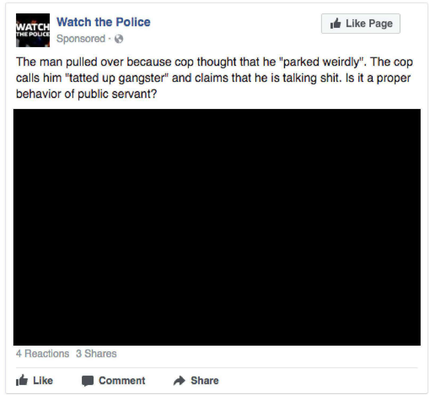 WATCH
THE POLICE
Watch the Police
Sponsored ·
Like Page
The man pulled over because cop thought that he "parked weirdly". The cop
calls him "tatted up gangster" and claims that he is talking shit. Is it a proper
behavior of public servant?
4 Reactions 3 Shares
Like Comment Share